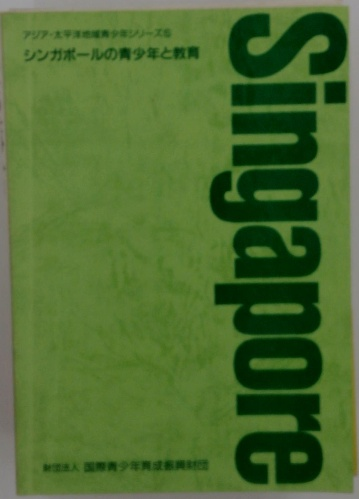 アジア・太平洋地域青少年シリーズ
シンガポールの青少年と教育
Singapore
財団法人 国際青少年育成振興財団